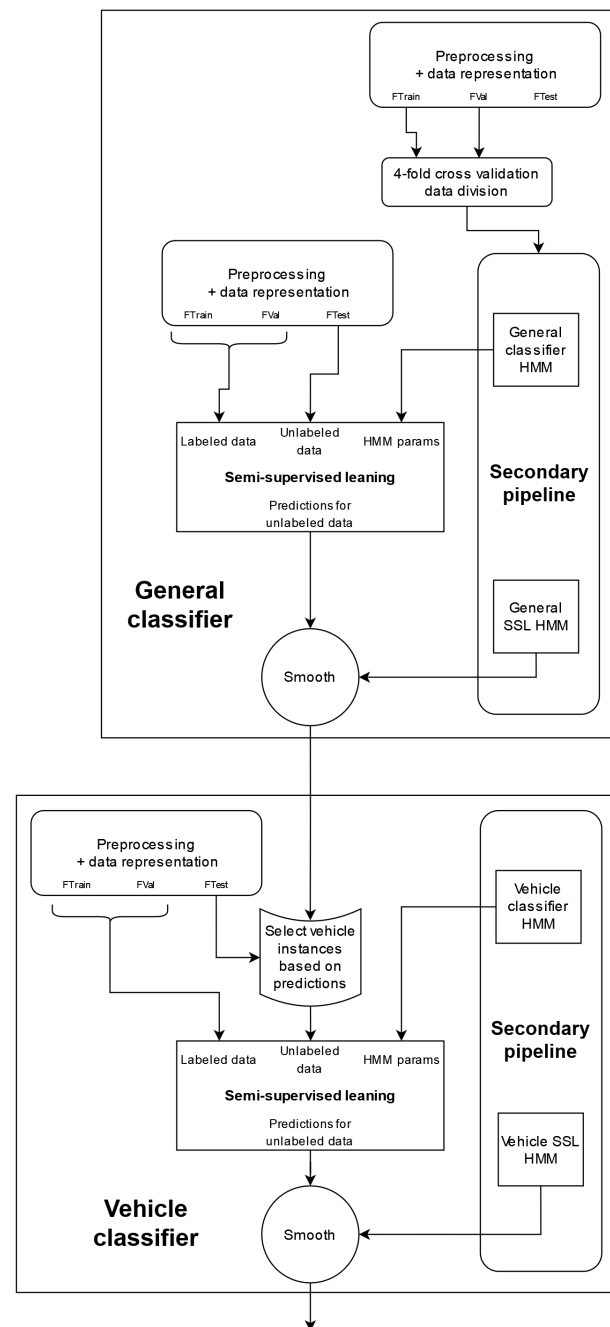 Preprocessing
+ data representation
FTrain FVal FTest
4-fold cross validation
data division
Preprocessing
+ data representation
FTrain FVal FTest
General
classifier
HMM
Labeled data Unlabeled
data HMM params
Semi-supervised leaning
Predictions for
unlabeled data
Secondary
pipeline
General
classifier
General
SSL HMM
Smooth
Preprocessing
+ data representation
FTrain FVal FTest
Vehicle
classifier
HMM
Select vehicle
instances
based on
predictions
Labeled data Unlabeled
data HMM params
Semi-supervised leaning
Predictions for
unlabeled data
Secondary
pipeline
Vehicle SSL
HMM
Vehicle
classifier
Smooth